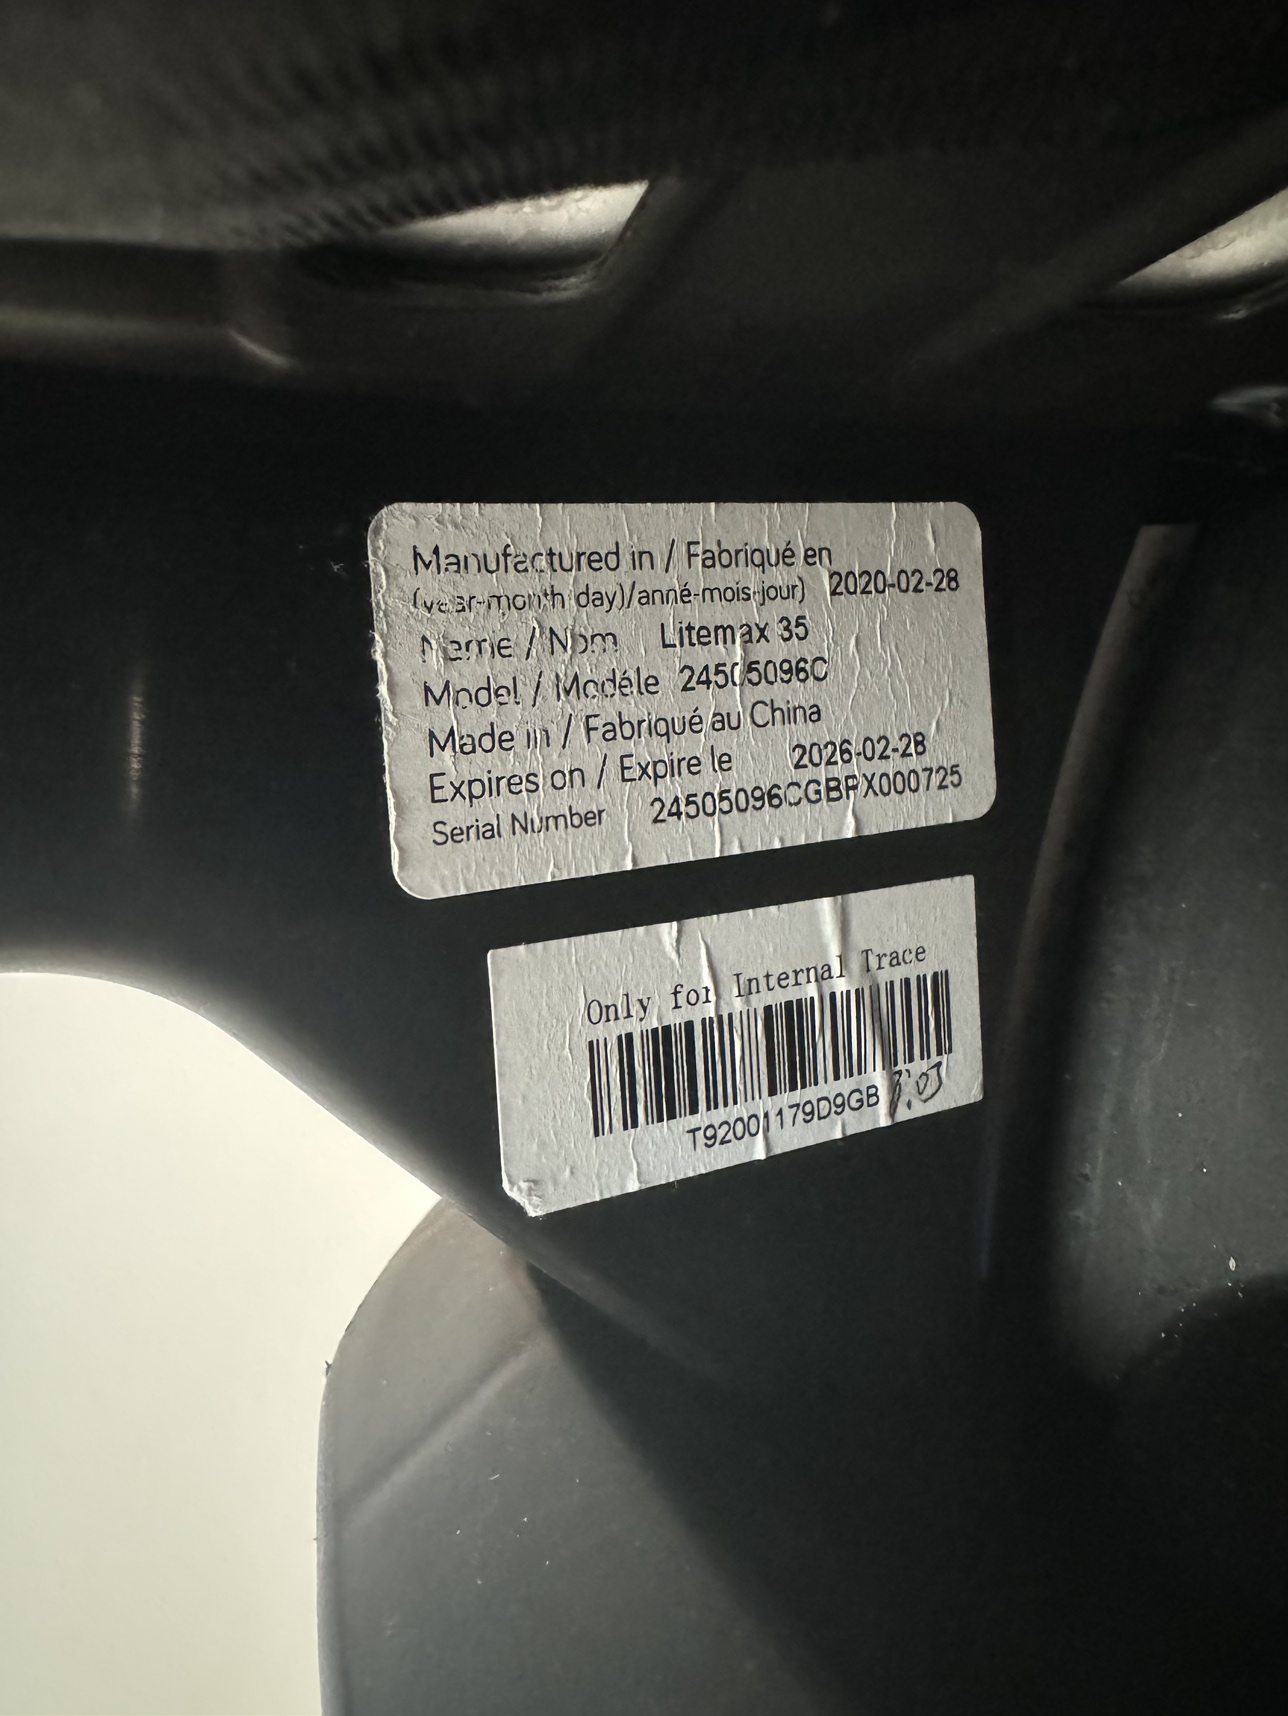 Manufactured in / Fabriqué en
(year-month day)/anné-mois-jour) 2020-02-28
Name / Nom Litemax 35
Model / Modéle 24505096C
Made in / Fabriqué au China
Expires on / Expire le 2026-02-28
Serial Number 24505096CGBPX000725
Only for Internal Trace
T92001179D9GB